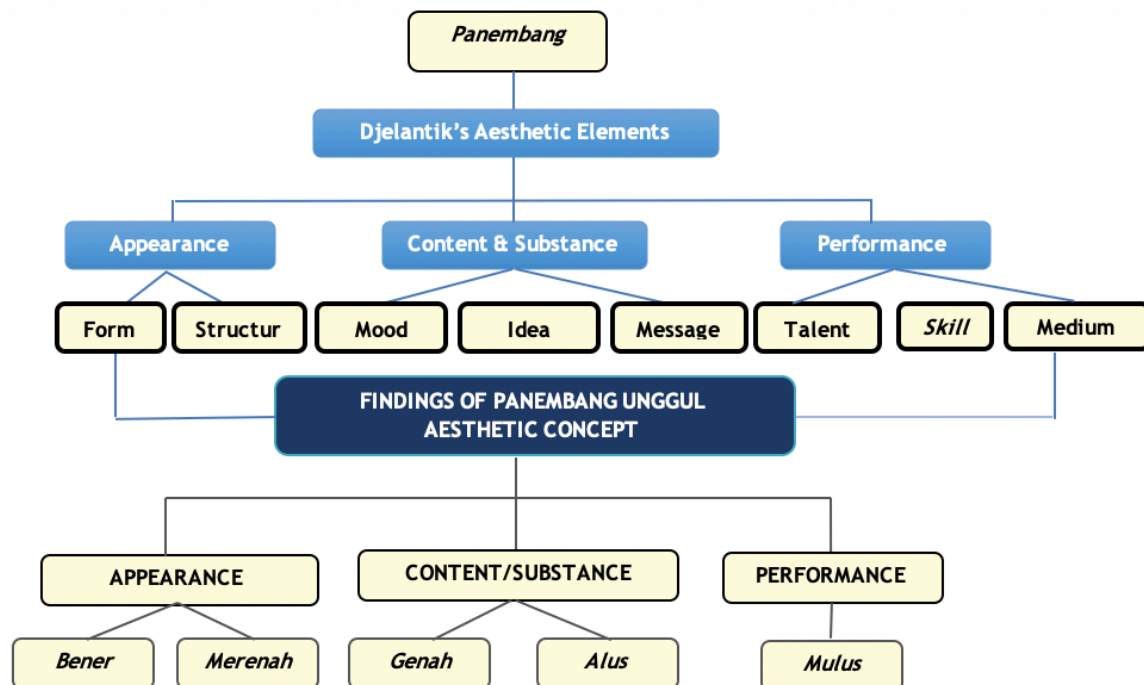 Panembang
Djelantik’s Aesthetic Elements
Appearance
Content & Substance
Performance
Form
Structur
Mood
Idea
Message
Talent
Skill
Medium
FINDINGS OF PANEMBANG UNGGUL
AESTHETIC CONCEPT
APPEARANCE
CONTENT/SUBSTANCE
PERFORMANCE
Bener
Merenah
Genah
Alus
Mulus